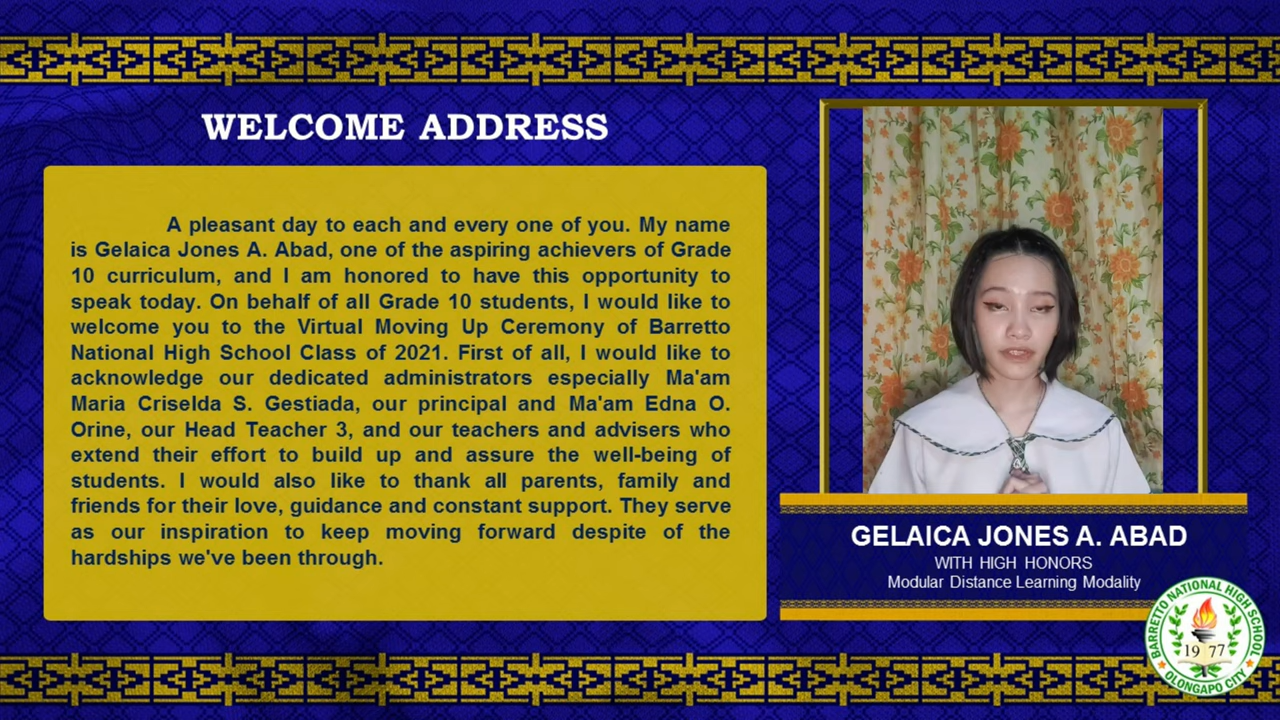 WELCOME ADDRESS
A pleasant day to each and every one of you. My name
is Gelaica Jones A. Abad, one of the aspiring achievers of Grade
10 curriculum, and I am honored to have this opportunity to
speak today. On behalf of all Grade 10 students, I would like to
welcome you to the Virtual Moving Up Ceremony of Barretto
National High School Class of 2021. First of all, I would like to
acknowledge our dedicated administrators especially Ma'am
Maria Criselda S. Gestiada, our principal and Ma'am Edna O.
Orine, our Head Teacher 3, and our teachers and advisers who
extend their effort to build up and assure the well-being of
students. I would also like to thank all parents, family and
friends for their love, guidance and constant support. They serve
as our inspiration to keep moving forward despite of the
hardships we've been through.
GELAICA JONES A. ABAD
WITH HIGH HONORS
Modular Distance Learning Modality
BARRETTO NATIONAL HIGH SCHOOL
19 77
OLONGAPO CITY